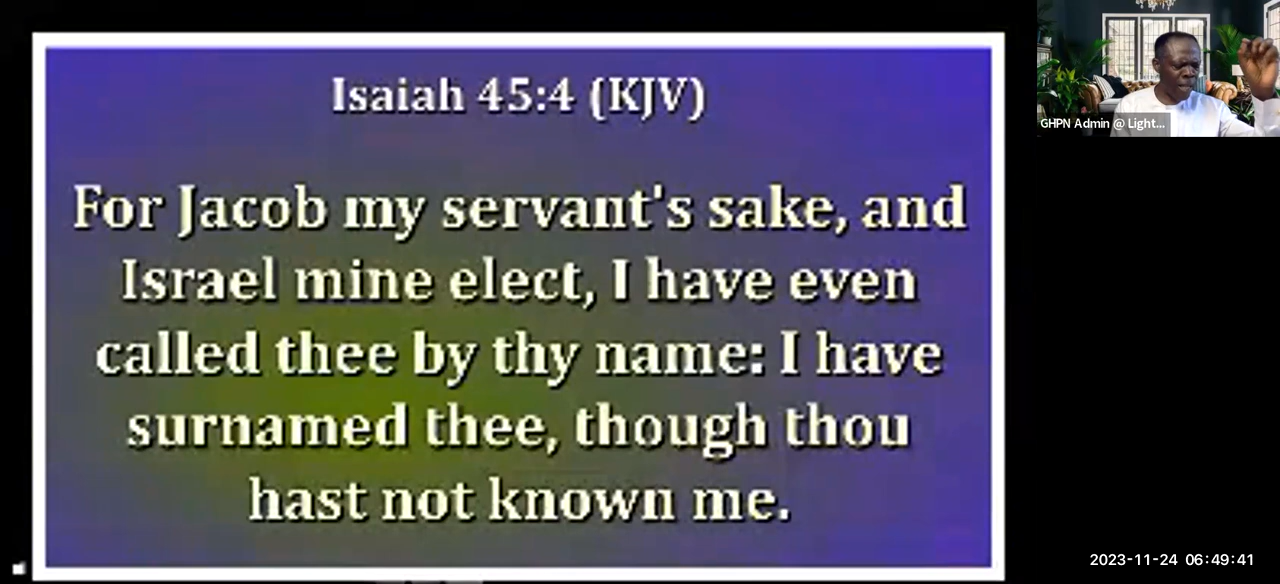 Isaiah 45:4 (KJV)
For Jacob my servant's sake, and
Israel mine elect, I have even
called thee by thy name: I have
surnamed thee, though thou
hast not known me.
GHPN Admin @ Light...
2023-11-24 06:49:41